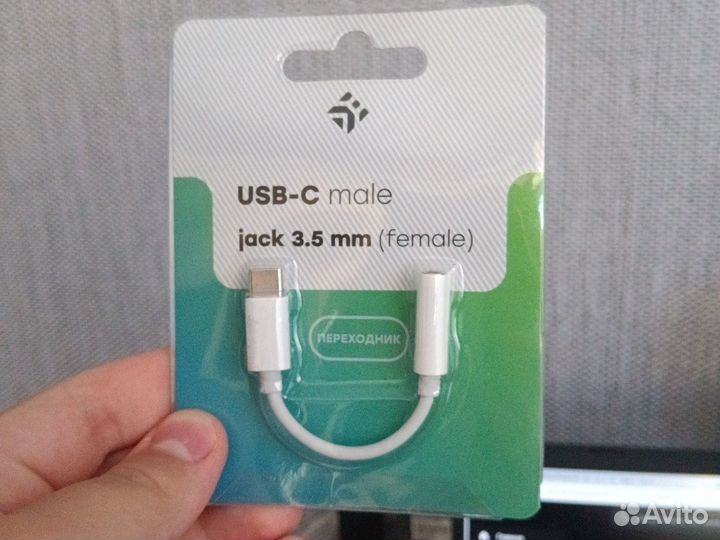 USB-C male
jack 3.5 mm (female)
ПЕРЕХОДНИК
Avito